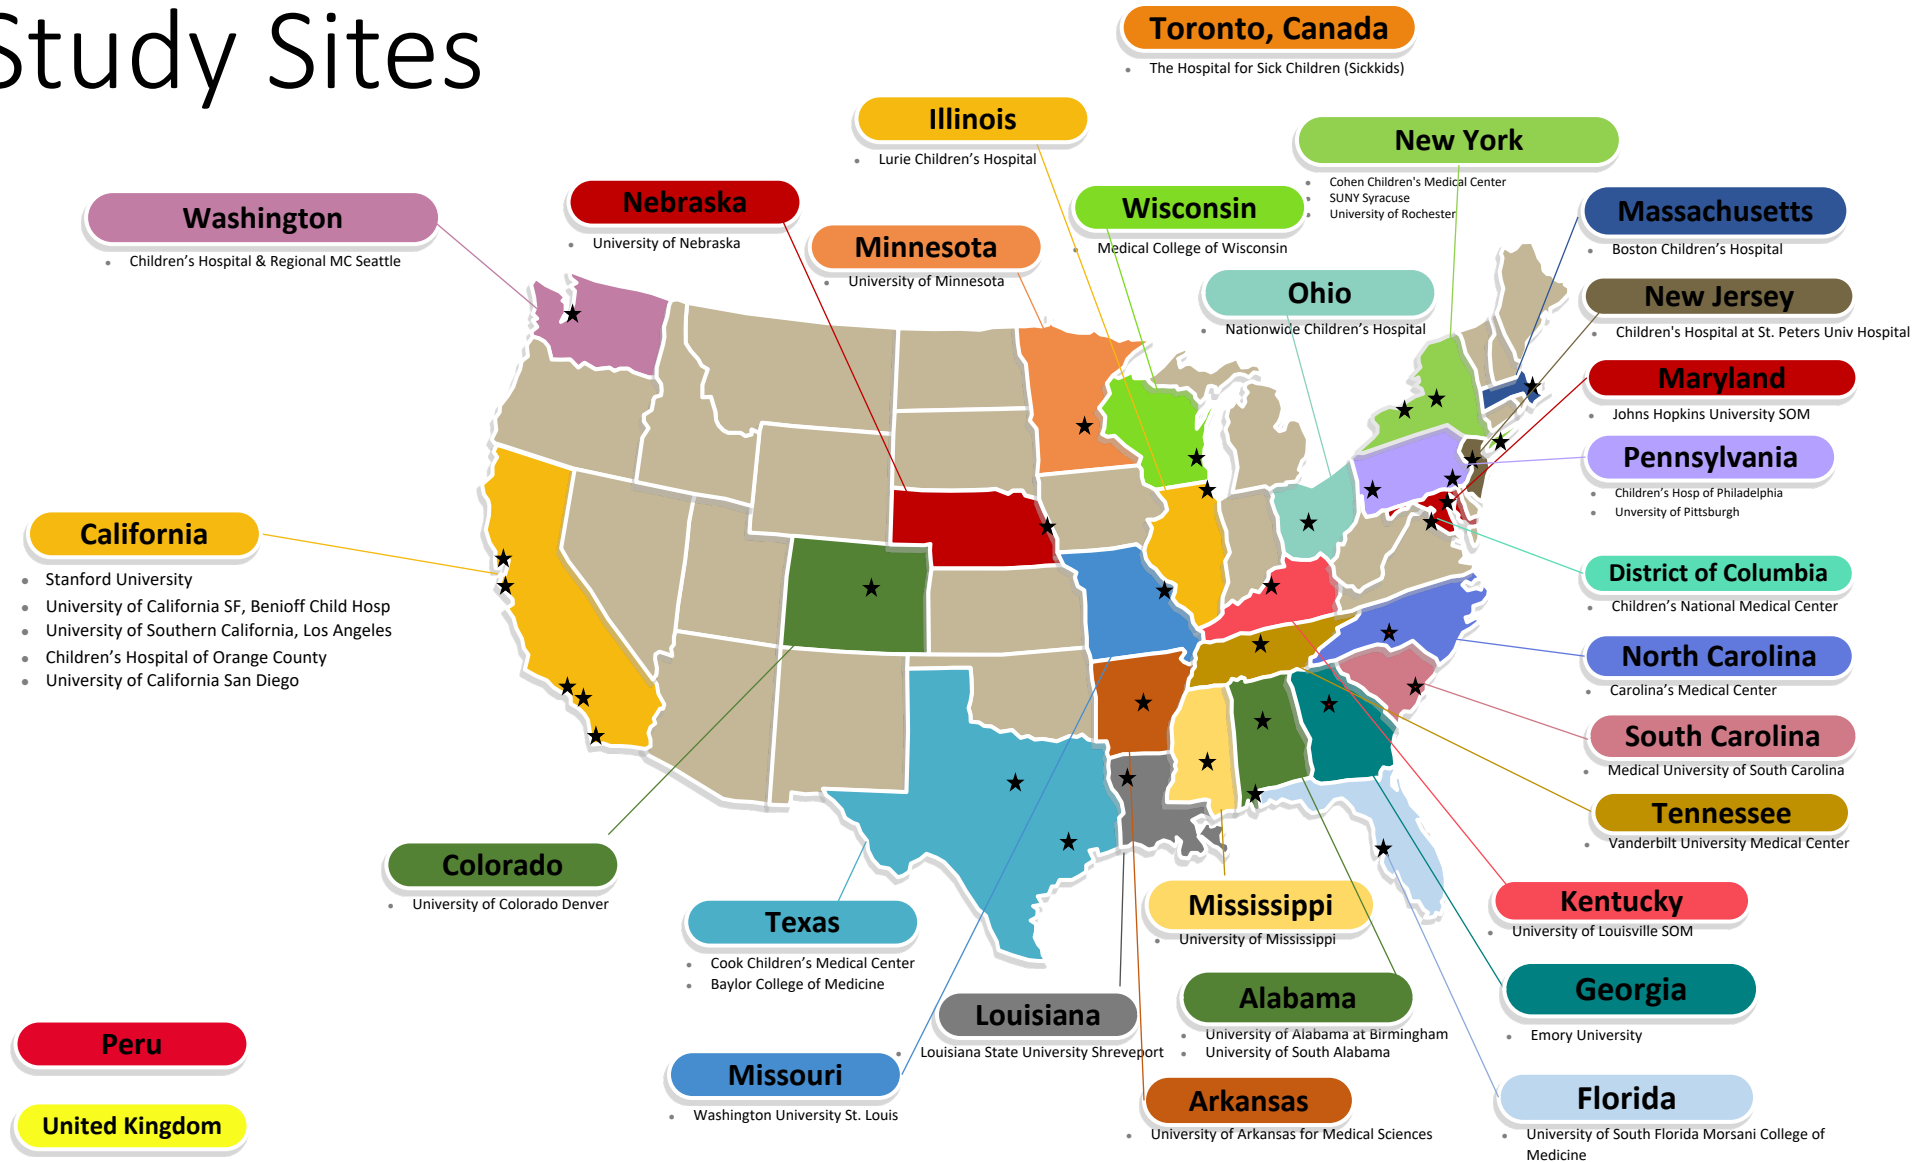 Study Sites
Toronto, Canada
• The Hospital for Sick Children (Sickkids)
Illinois
• Lurie Children’s Hospital
New York
• Cohen Children's Medical Center
• SUNY Syracuse
• University of Rochester
Washington
• Children’s Hospital & Regional MC Seattle
Nebraska
• University of Nebraska
Minnesota
• University of Minnesota
Wisconsin
• Medical College of Wisconsin
Massachusetts
• Boston Children’s Hospital
Ohio
• Nationwide Children’s Hospital
New Jersey
• Children's Hospital at St. Peters Univ Hospital
Maryland
• Johns Hopkins University SOM
Pennsylvania
• Children’s Hosp of Philadelphia
• Unversity of Pittsburgh
California
• Stanford University
• University of California SF, Benioff Child Hosp
• University of Southern California, Los Angeles
• Children’s Hospital of Orange County
• University of California San Diego
District of Columbia
• Children’s National Medical Center
North Carolina
• Carolina’s Medical Center
South Carolina
• Medical University of South Carolina
Tennessee
• Vanderbilt University Medical Center
Colorado
• University of Colorado Denver
Texas
• Cook Children’s Medical Center
• Baylor College of Medicine
Mississippi
• University of Mississippi
Kentucky
• University of Louisville SOM
Louisiana
• Louisiana State University Shreveport
Alabama
• University of Alabama at Birmingham
• University of South Alabama
Georgia
• Emory University
Peru
Missouri
• Washington University St. Louis
Arkansas
• University of Arkansas for Medical Sciences
Florida
• University of South Florida Morsani College of
Medicine
United Kingdom